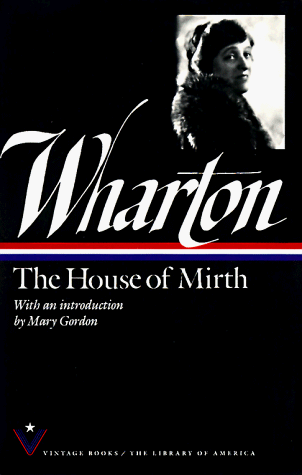 Wharton
The House of Mirth
With an introduction
by Mary Gordon
VINTAGE BOOKS / THE LIBRARY OF AMERICA